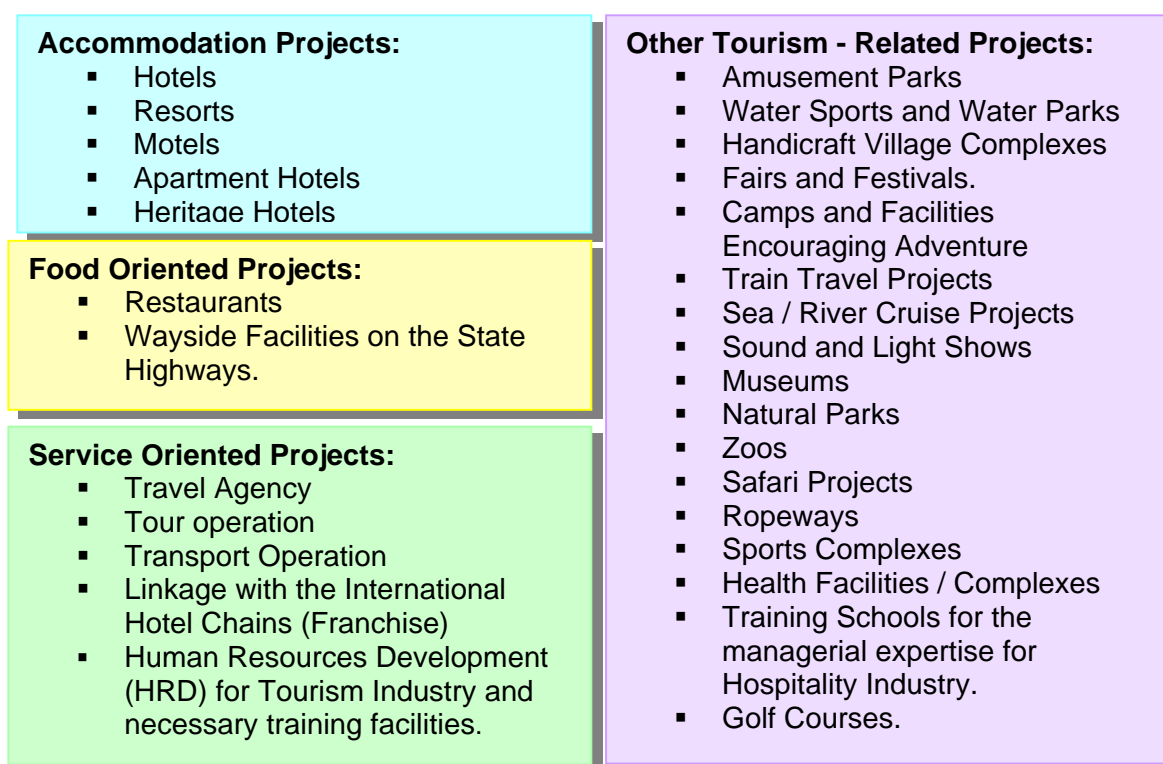 Accommodation Projects:
▪ Hotels
▪ Resorts
▪ Motels
▪ Apartment Hotels
▪ Heritage Hotels
Food Oriented Projects:
▪ Restaurants
▪ Wayside Facilities on the State
Highways.
Service Oriented Projects:
▪ Travel Agency
▪ Tour operation
▪ Transport Operation
▪ Linkage with the International
Hotel Chains (Franchise)
▪ Human Resources Development
(HRD) for Tourism Industry and
necessary training facilities.
Other Tourism - Related Projects:
▪ Amusement Parks
▪ Water Sports and Water Parks
▪ Handicraft Village Complexes
▪ Fairs and Festivals.
▪ Camps and Facilities
Encouraging Adventure
▪ Train Travel Projects
▪ Sea / River Cruise Projects
▪ Sound and Light Shows
▪ Museums
▪ Natural Parks
▪ Zoos
▪ Safari Projects
▪ Ropeways
▪ Sports Complexes
▪ Health Facilities / Complexes
▪ Training Schools for the
managerial expertise for
Hospitality Industry.
▪ Golf Courses.